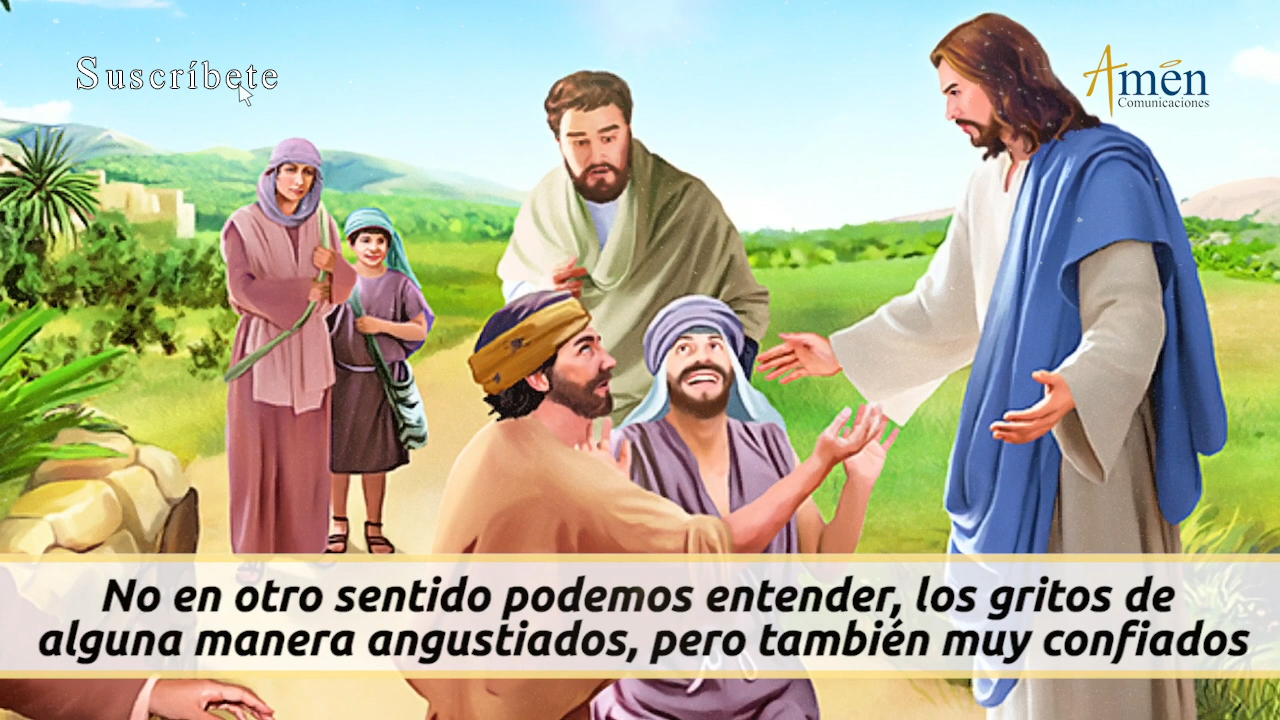 Suscríbete
Amén
Comunicaciones
No en otro sentido podemos entender, los gritos de
alguna manera angustiados, pero también muy confiados